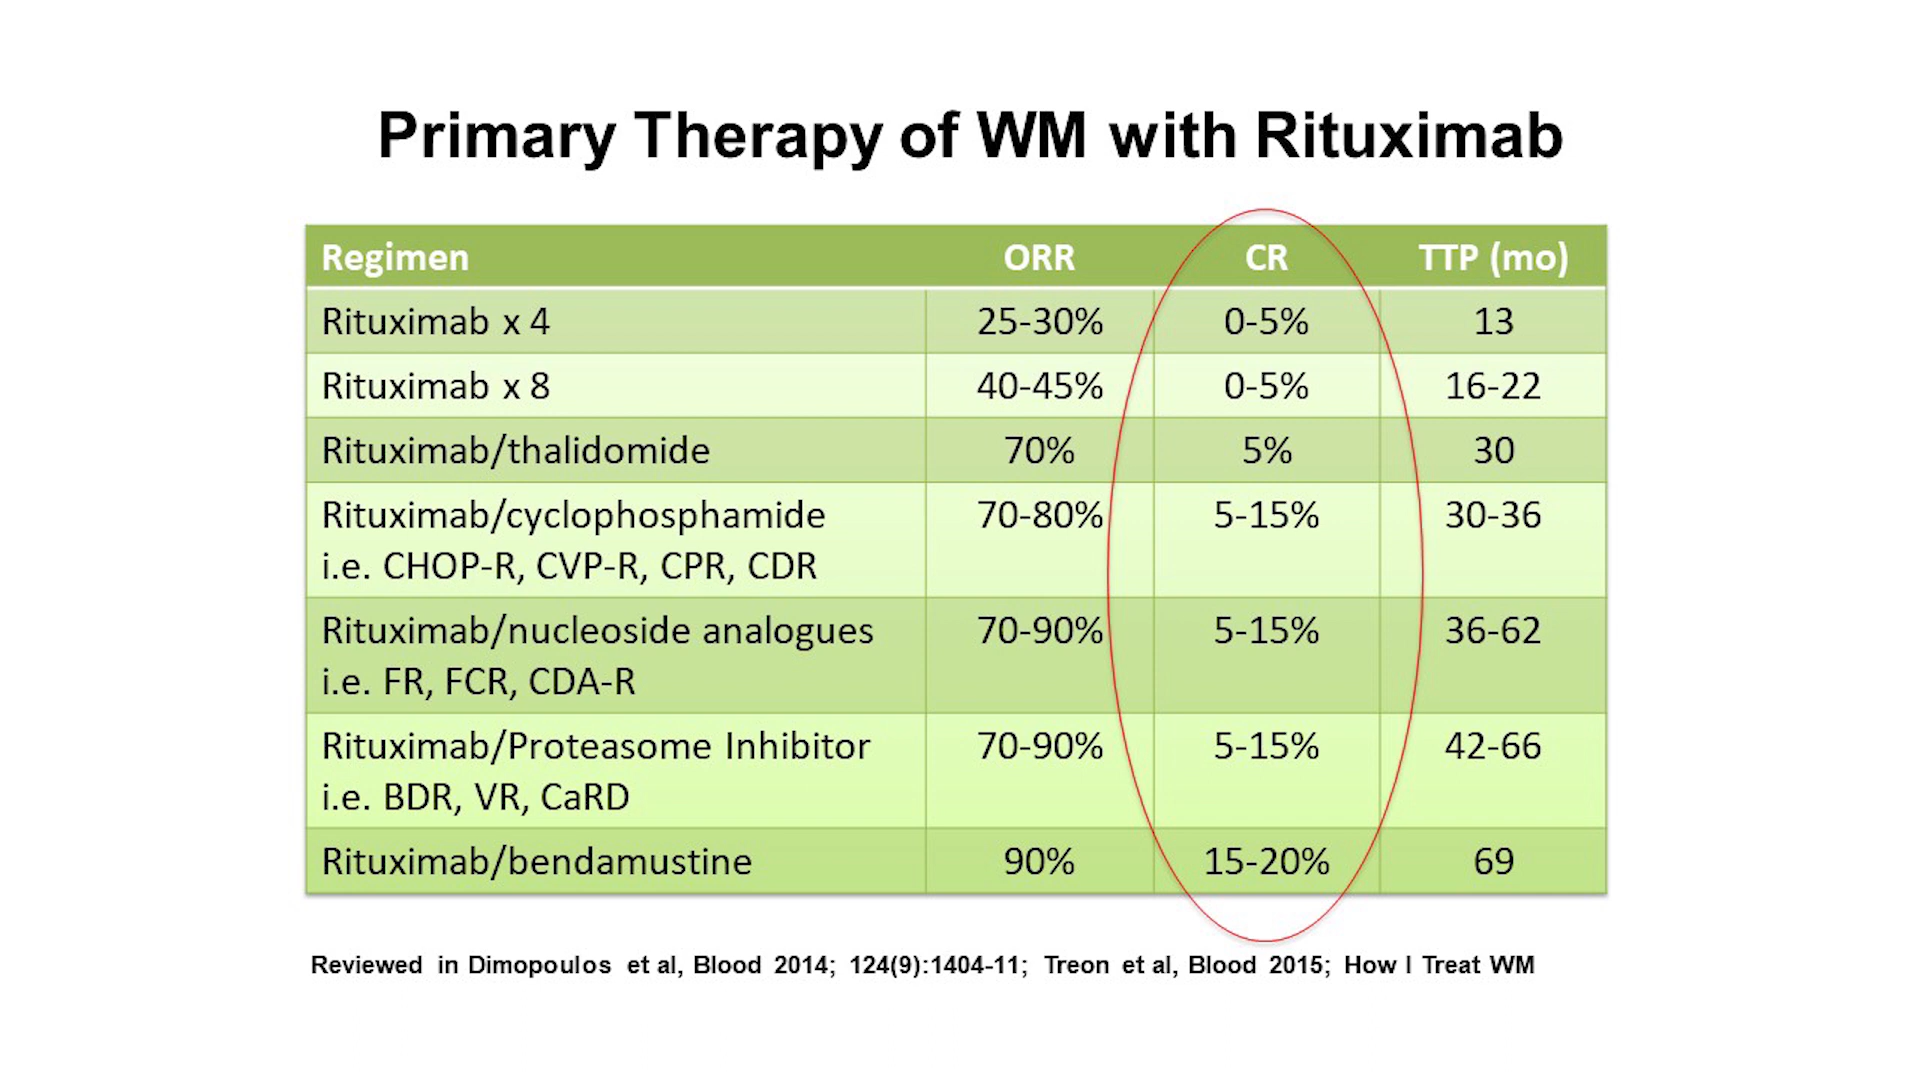 Primary Therapy of WM with Rituximab
Regimen ORR CR TTP (mo)
Rituximab x 4 25-30% 0-5% 13
Rituximab x 8 40-45% 0-5% 16-22
Rituximab/thalidomide 70% 5% 30
Rituximab/cyclophosphamide 70-80% 5-15% 30-36
i.e. CHOP-R, CVP-R, CPR, CDR
Rituximab/nucleoside analogues 70-90% 5-15% 36-62
i.e. FR, FCR, CDA-R
Rituximab/Proteasome Inhibitor 70-90% 5-15% 42-66
i.e. BDR, VR, CaRD
Rituximab/bendamustine 90% 15-20% 69
Reviewed in Dimopoulos et al, Blood 2014; 124(9):1404-11; Treon et al, Blood 2015; How I Treat WM